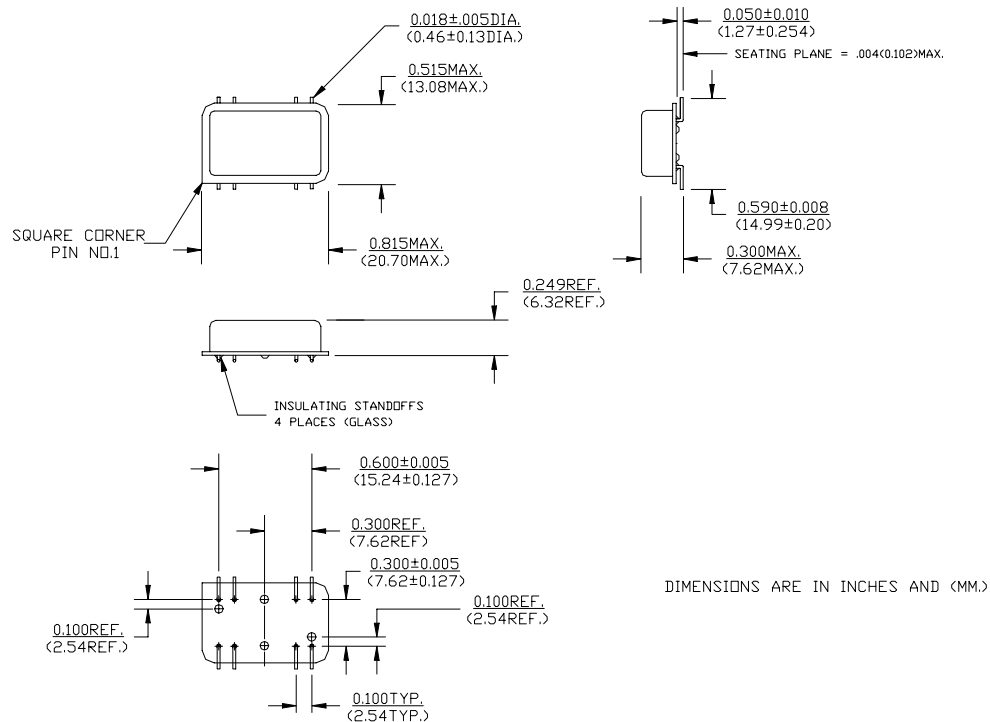 0.018±.005DIA.
(0.46±0.13DIA.)
0.515MAX.
(13.08MAX.)
SQUARE CORNER
PIN NO.1
0.815MAX.
(20.70MAX.)
0.050±0.010
(1.27±0.254)
SEATING PLANE = .004(0.102)MAX.
0.590±0.008
(14.99±0.20)
0.300MAX.
(7.62MAX.)
0.249REF.
(6.32REF.)
INSULATING STANDOFFS
4 PLACES (GLASS)
0.600±0.005
(15.24±0.127)
0.300REF.
(7.62REF)
0.300±0.005
(7.62±0.127)
0.100REF.
(2.54REF.)
0.100REF.
(2.54REF.)
0.100TYP.
(2.54TYP.)
DIMENSIONS ARE IN INCHES AND (MM.)